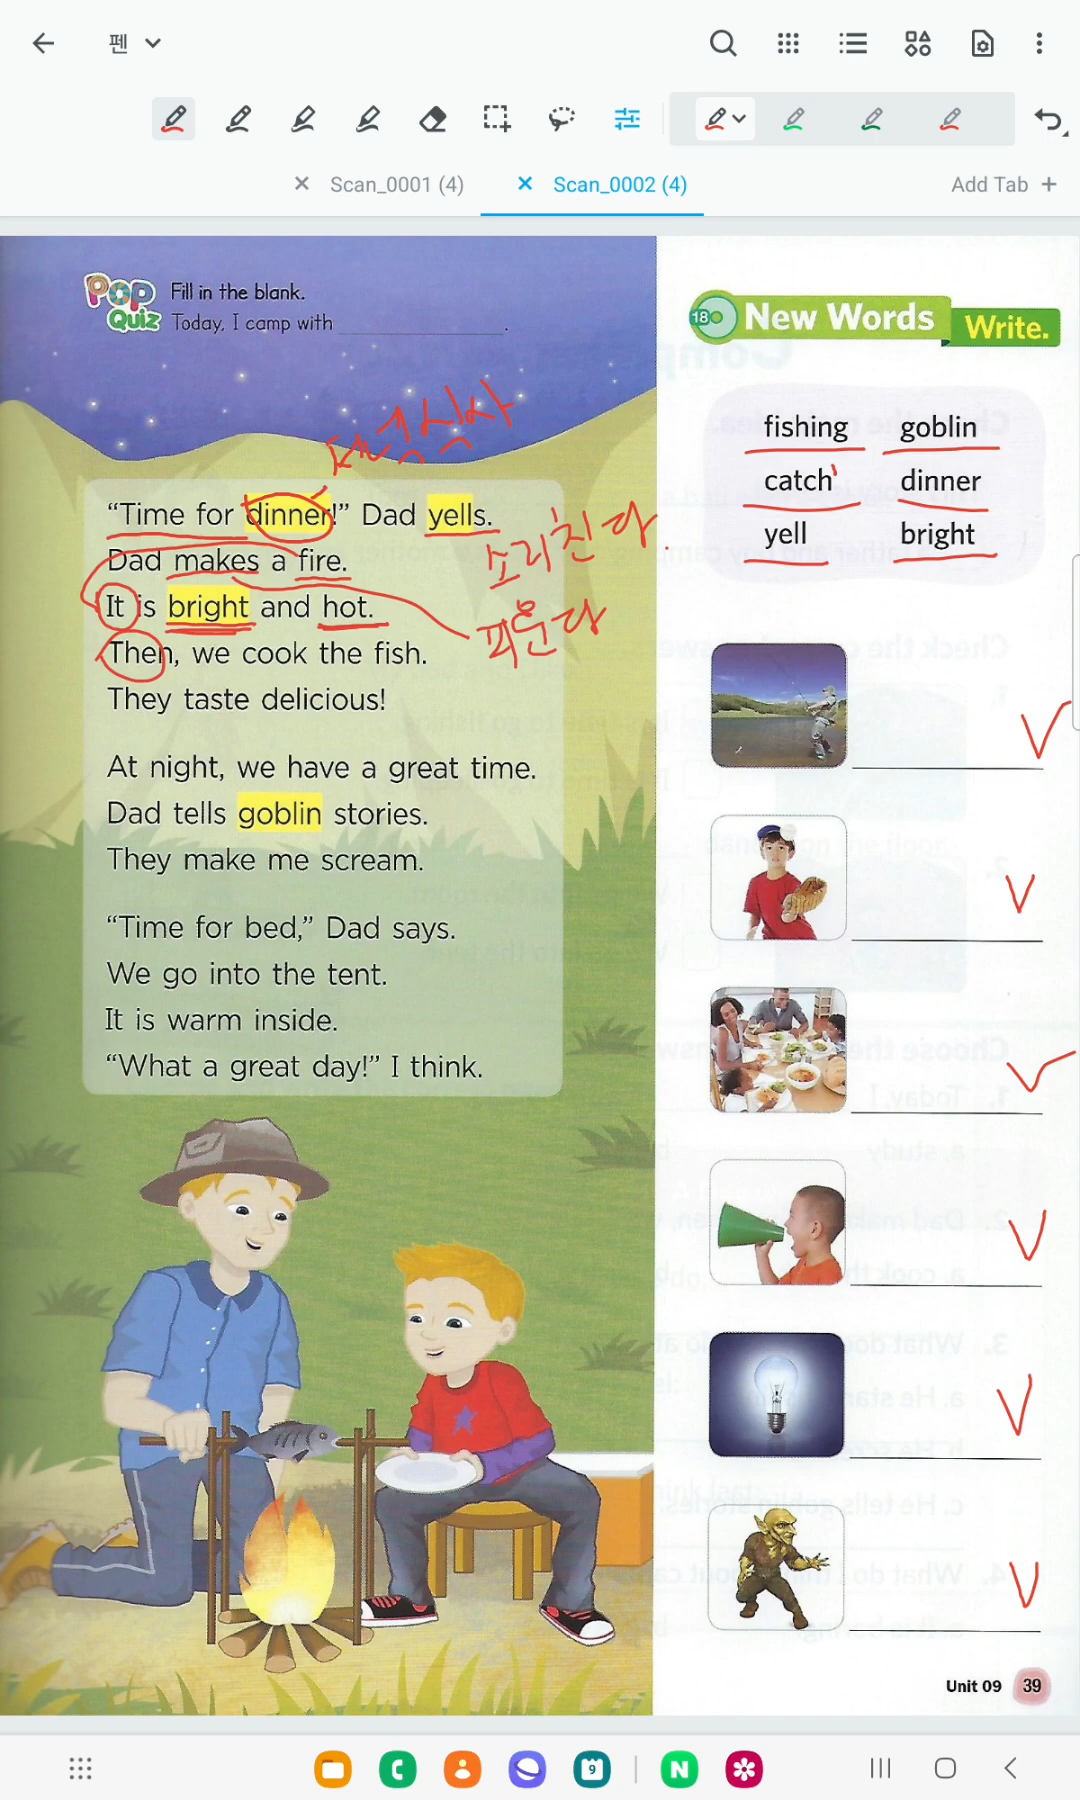 펜
Scan_0001 (4)
Scan_0002 (4)
Add Tab +
Pop Quiz
Fill in the blank.
Today, I camp with ______________.
저녁식사
"Time for dinner!" Dad yells.
소리친다.
Dad makes a fire.
It is bright and hot.
피운다
Then, we cook the fish.
They taste delicious!
At night, we have a great time.
Dad tells goblin stories.
They make me scream.
"Time for bed," Dad says.
We go into the tent.
It is warm inside.
"What a great day!" I think.
18 New Words Write.
fishing goblin
catch dinner
yell bright
Unit 09 39
9
N